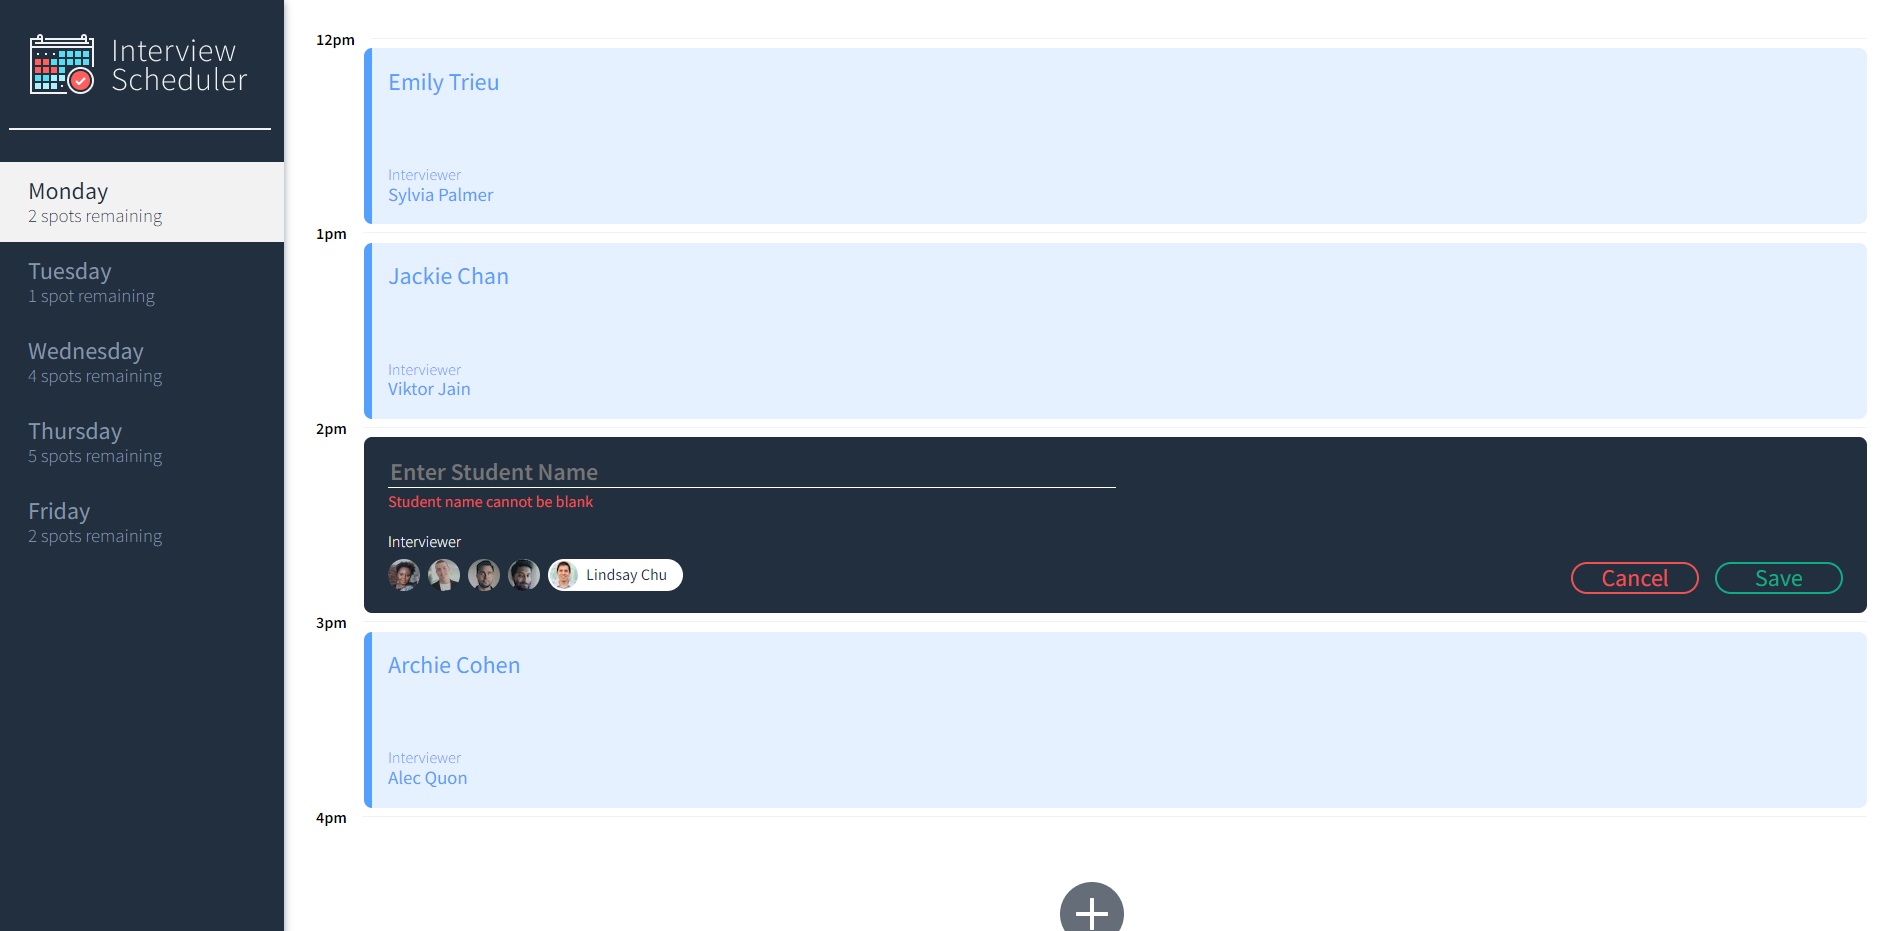 Interview
Scheduler
Monday
2 spots remaining
Tuesday
1 spot remaining
Wednesday
4 spots remaining
Thursday
5 spots remaining
Friday
2 spots remaining
12pm
Emily Trieu
Interviewer
Sylvia Palmer
1pm
Jackie Chan
Interviewer
Viktor Jain
2pm
Enter Student Name
Student name cannot be blank
Interviewer
Lindsay Chu
Cancel
Save
3pm
Archie Cohen
Interviewer
Alec Quon
4pm